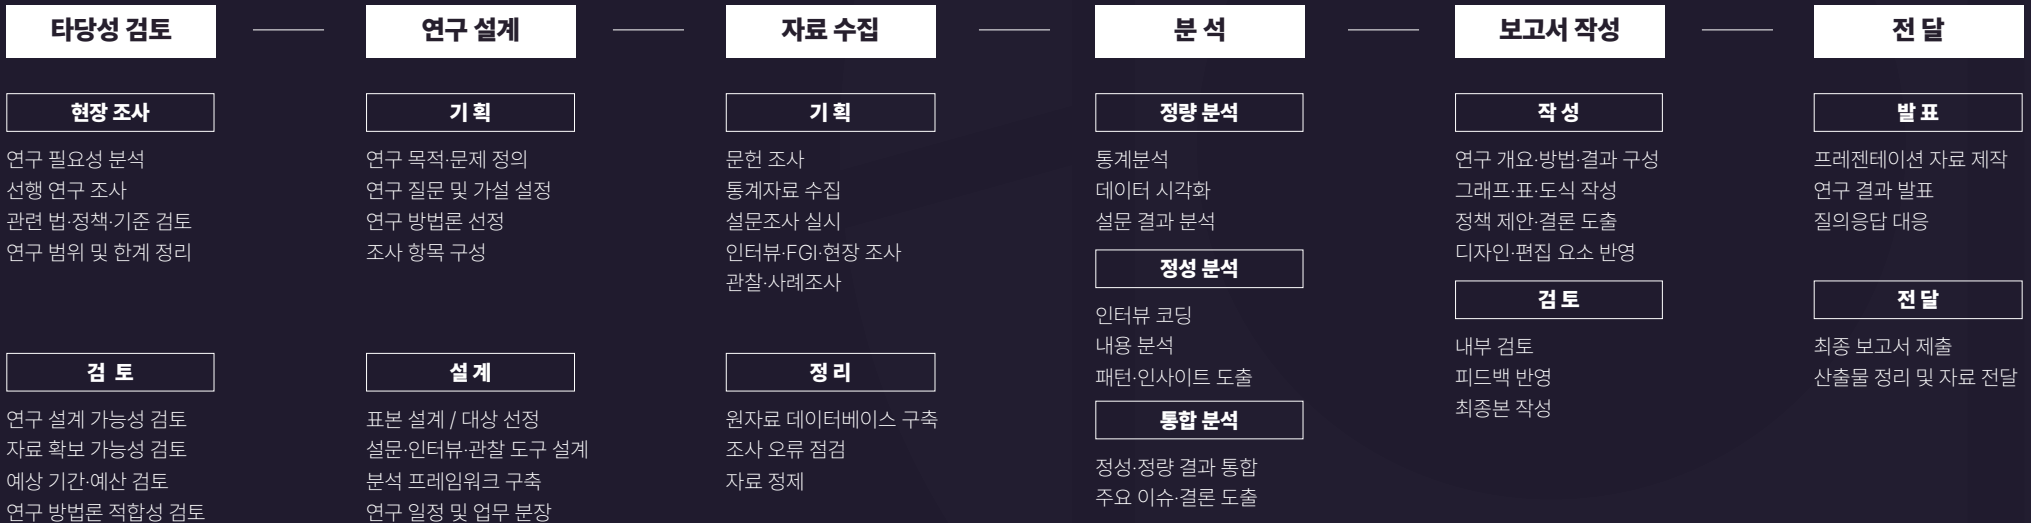 타당성 검토
현장 조사
연구 필요성 분석
선행 연구 조사
관련 법·정책·기준 검토
연구 범위 및 한계 정리
검 토
연구 설계 가능성 검토
자료 확보 가능성 검토
예상 기간·예산 검토
연구 방법론 적합성 검토
연구 설계
기 획
연구 목적·문제 정의
연구 질문 및 가설 설정
연구 방법론 선정
조사 항목 구성
설 계
표본 설계 / 대상 선정
설문·인터뷰·관찰 도구 설계
분석 프레임워크 구축
연구 일정 및 업무 분장
자료 수집
기 획
문헌 조사
통계자료 수집
설문조사 실시
인터뷰·FGI·현장 조사
관찰·사례조사
정 리
원자료 데이터베이스 구축
조사 오류 점검
자료 정제
분 석
정량 분석
통계분석
데이터 시각화
설문 결과 분석
정성 분석
인터뷰 코딩
내용 분석
패턴·인사이트 도출
통합 분석
정성·정량 결과 통합
주요 이슈·결론 도출
보고서 작성
작 성
연구 개요·방법·결과 구성
그래프·표·도식 작성
정책 제안·결론 도출
디자인·편집 요소 반영
검 토
내부 검토
피드백 반영
최종본 작성
전 달
발 표
프레젠테이션 자료 제작
연구 결과 발표
질의응답 대응
전 달
최종 보고서 제출
산출물 정리 및 자료 전달